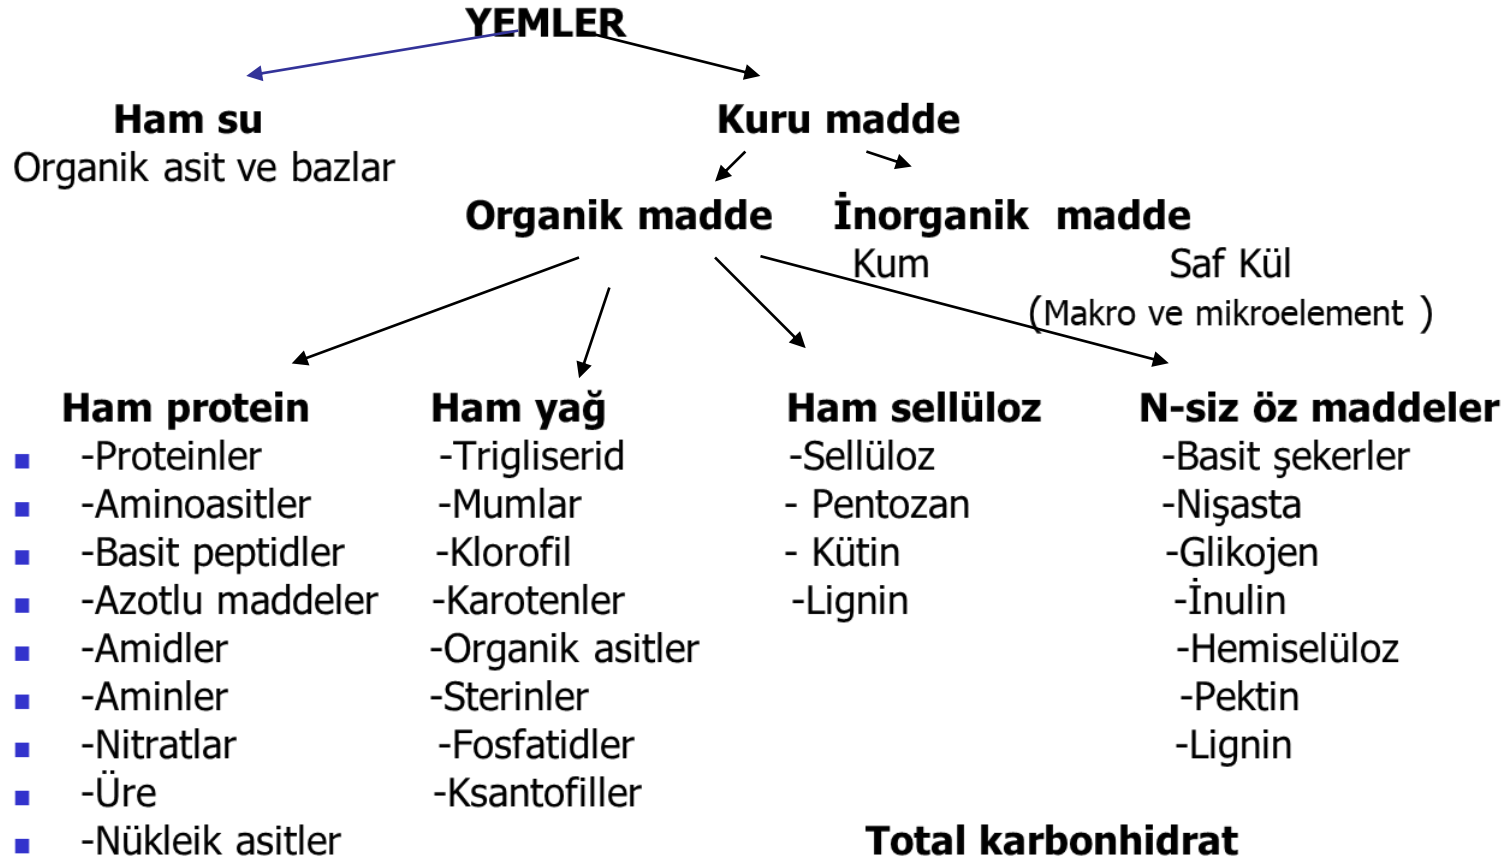 YEMLER
Ham su Kuru madde
Organik asit ve bazlar
Organik madde İnorganik madde
Kum Saf Kül
(Makro ve mikroelement )
Ham protein Ham yağ Ham sellüloz N-siz öz maddeler
-Proteinler -Trigliserid -Sellüloz -Basit şekerler
-Aminoasitler -Mumlar - Pentozan -Nişasta
-Basit peptidler -Klorofil - Kütin -Glikojen
-Azotlu maddeler -Karotenler -Lignin -İnulin
-Amidler -Organik asitler -Hemiselüloz
-Aminler -Sterinler -Pektin
-Nitratlar -Fosfatidler -Lignin
-Üre -Ksantofiller
-Nükleik asitler Total karbonhidrat